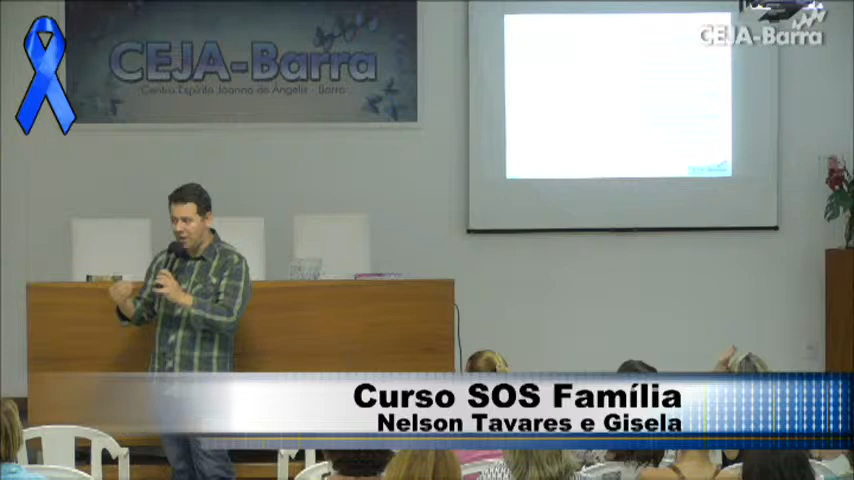 CEJA-Barra
Centro Espírita Joanna de Ângelis - Barra
CEJA-Barra
Curso SOS Família
Nelson Tavares e Gisela